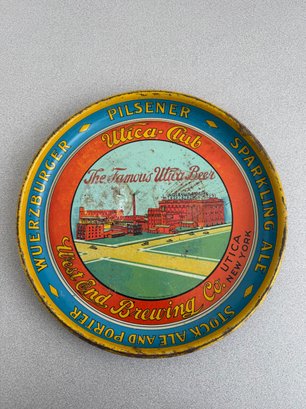 WUERZBURGER
PILSENER
SPARKLING ALE
STOCK ALE AND PORTER
Utica-Club
The Famous Utica Beer
West End Brewing Co.
UTICA
NEW YORK